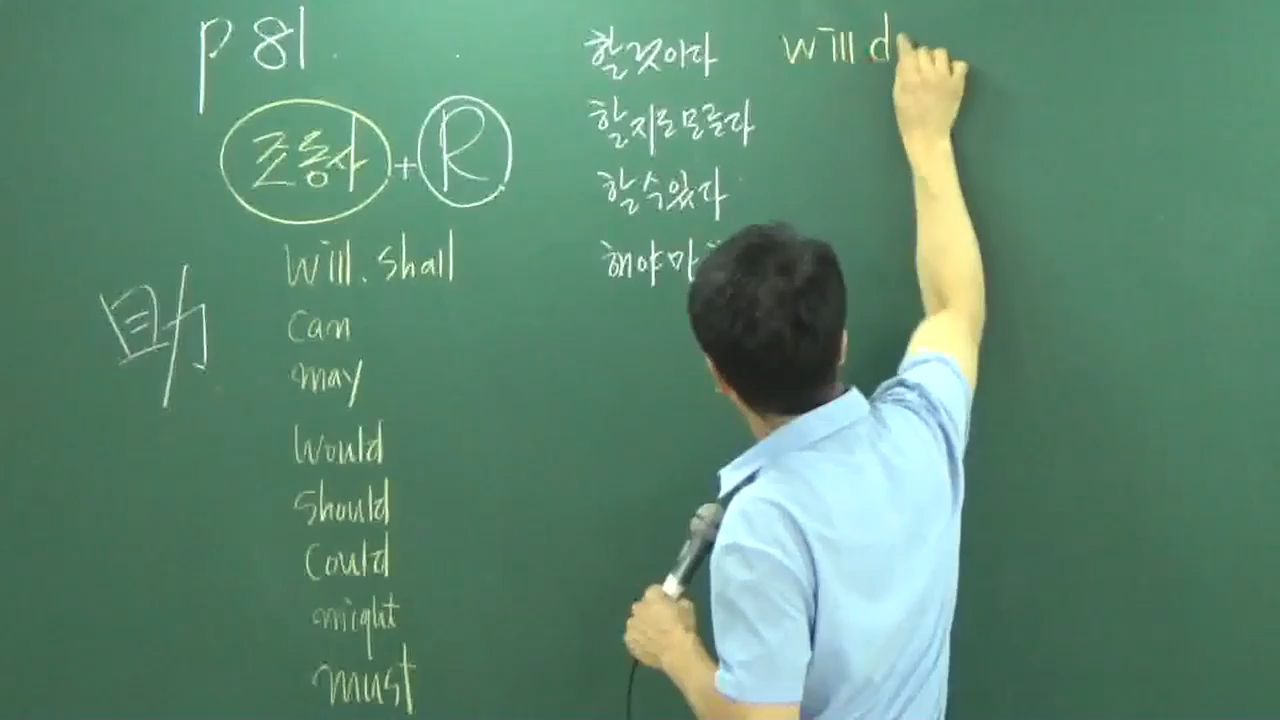 p 81
조동사 + R
助
will. shall
can
may
would
should
could
might
must
할 것이다
할지도 모른다
할 수 있다
해야 마
will d